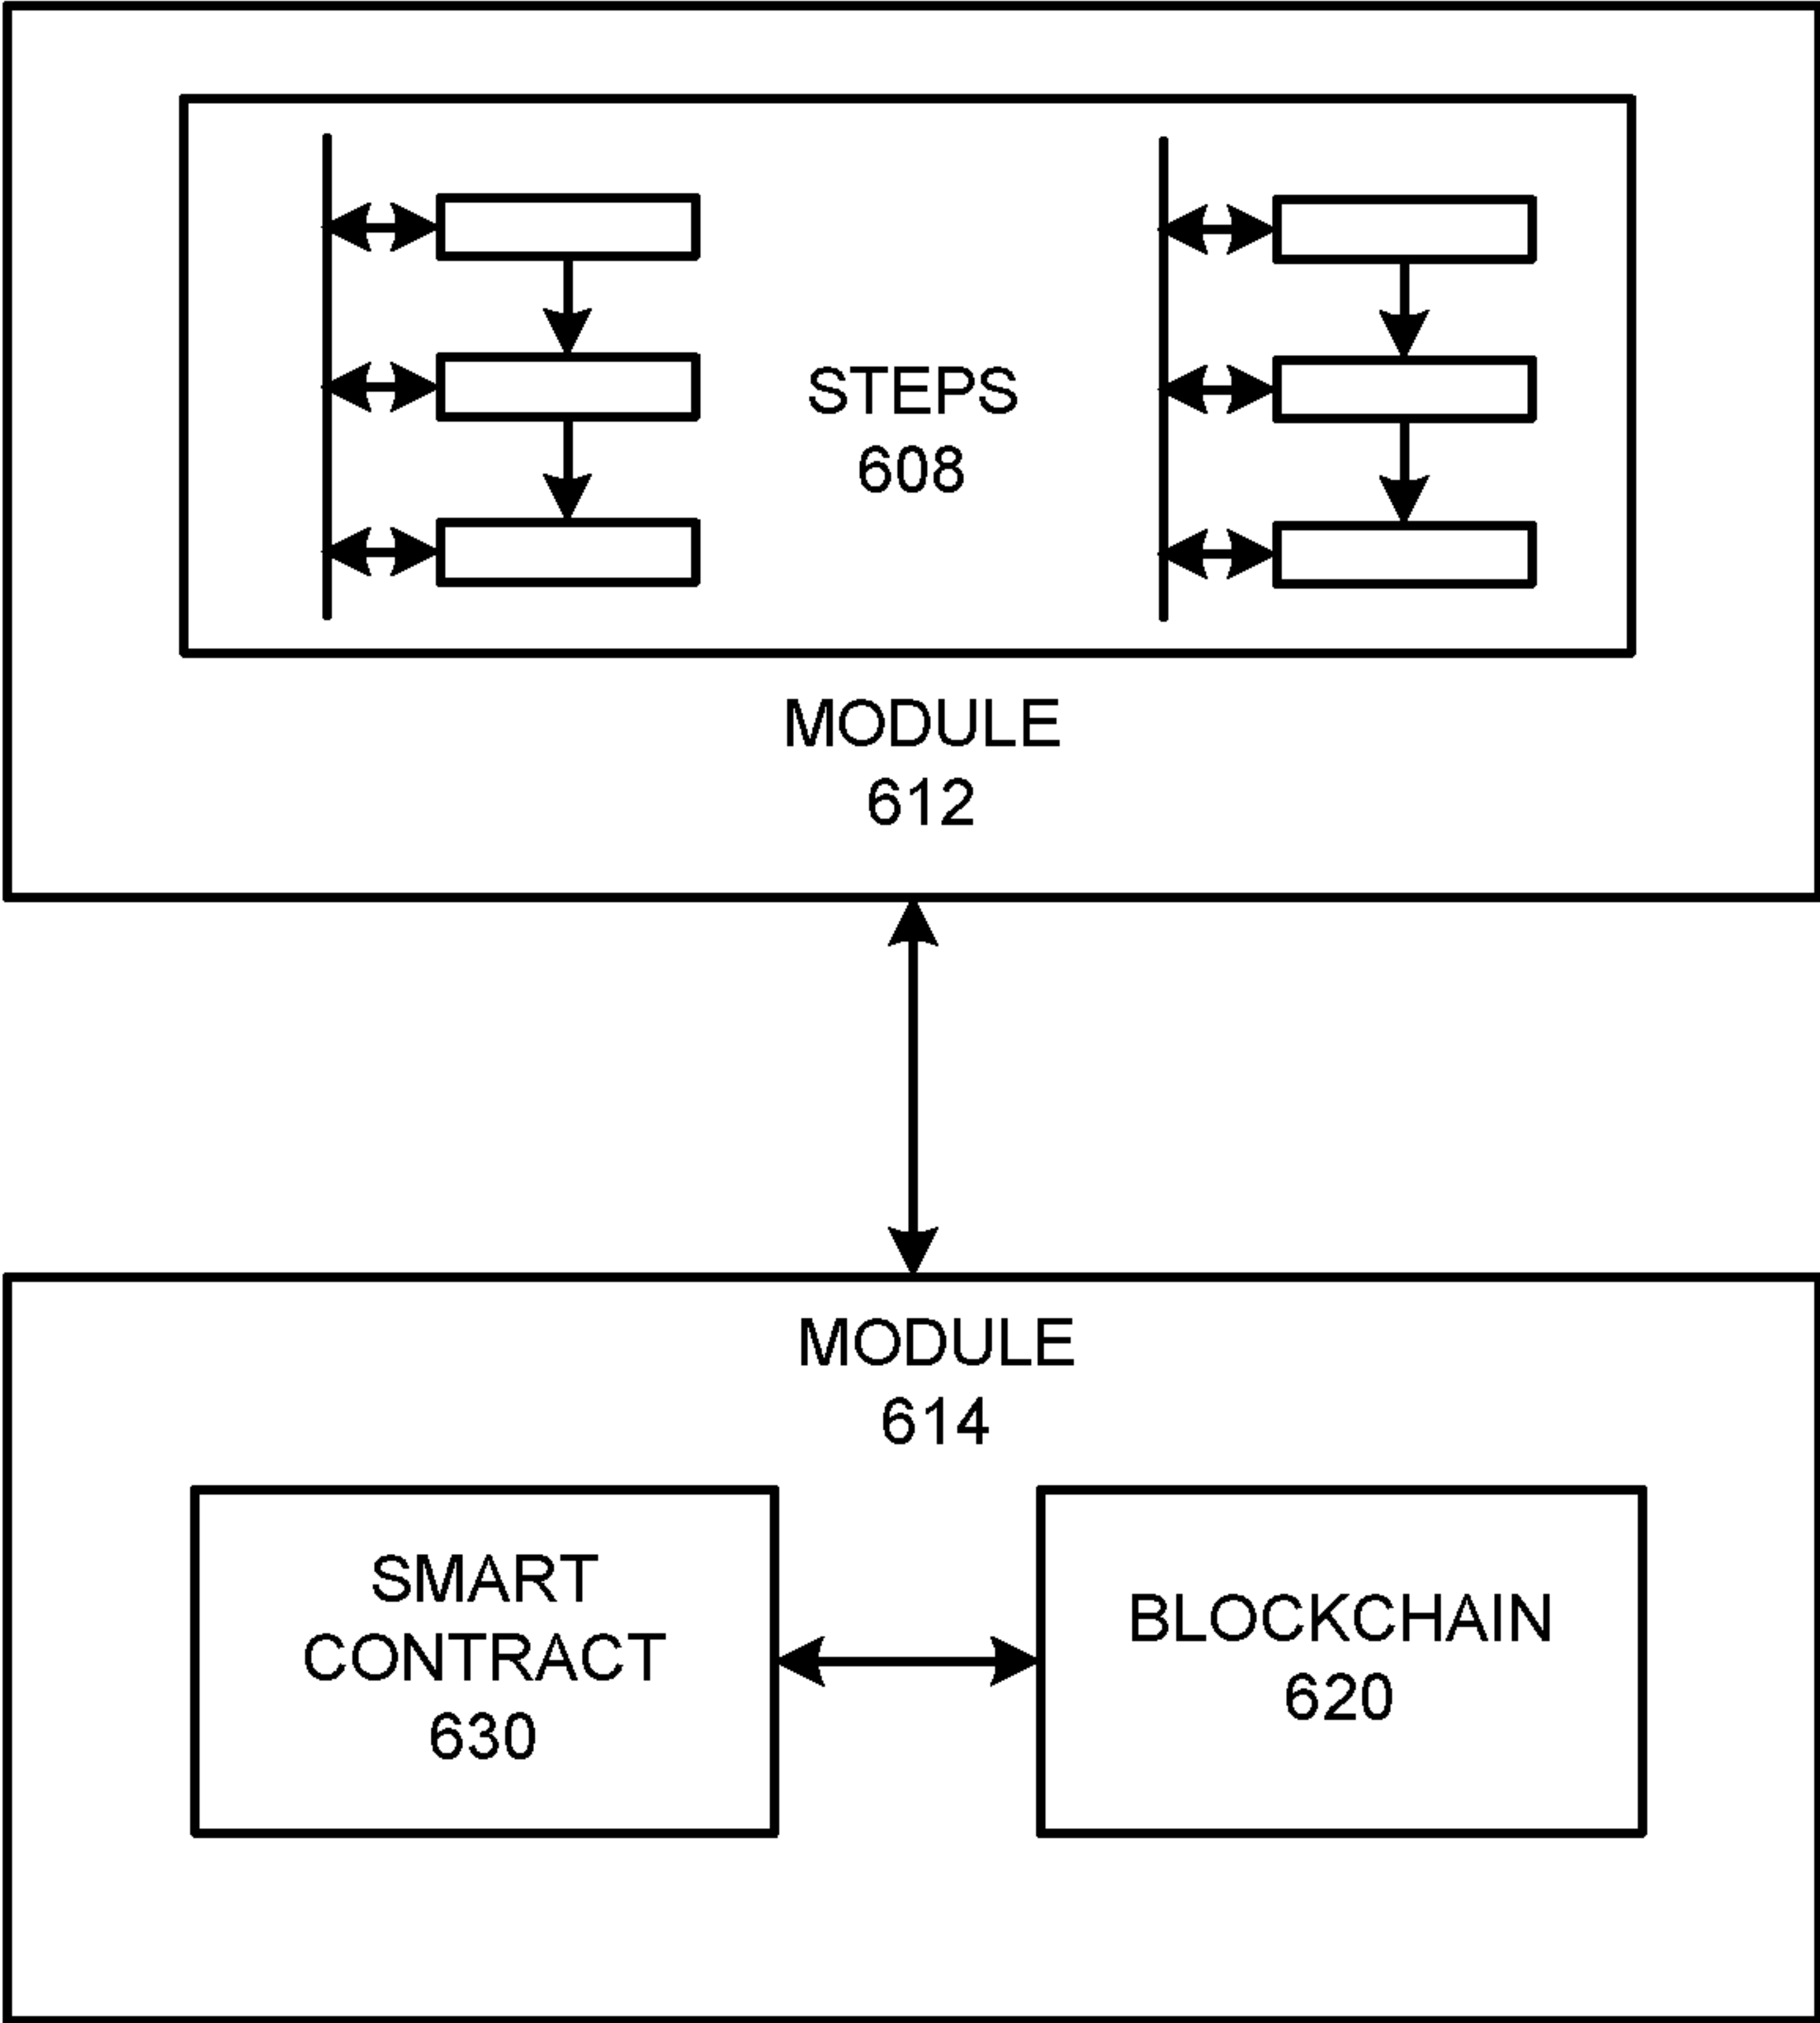 STEPS
608
MODULE
612
MODULE
614
SMART
CONTRACT
630
BLOCKCHAIN
620